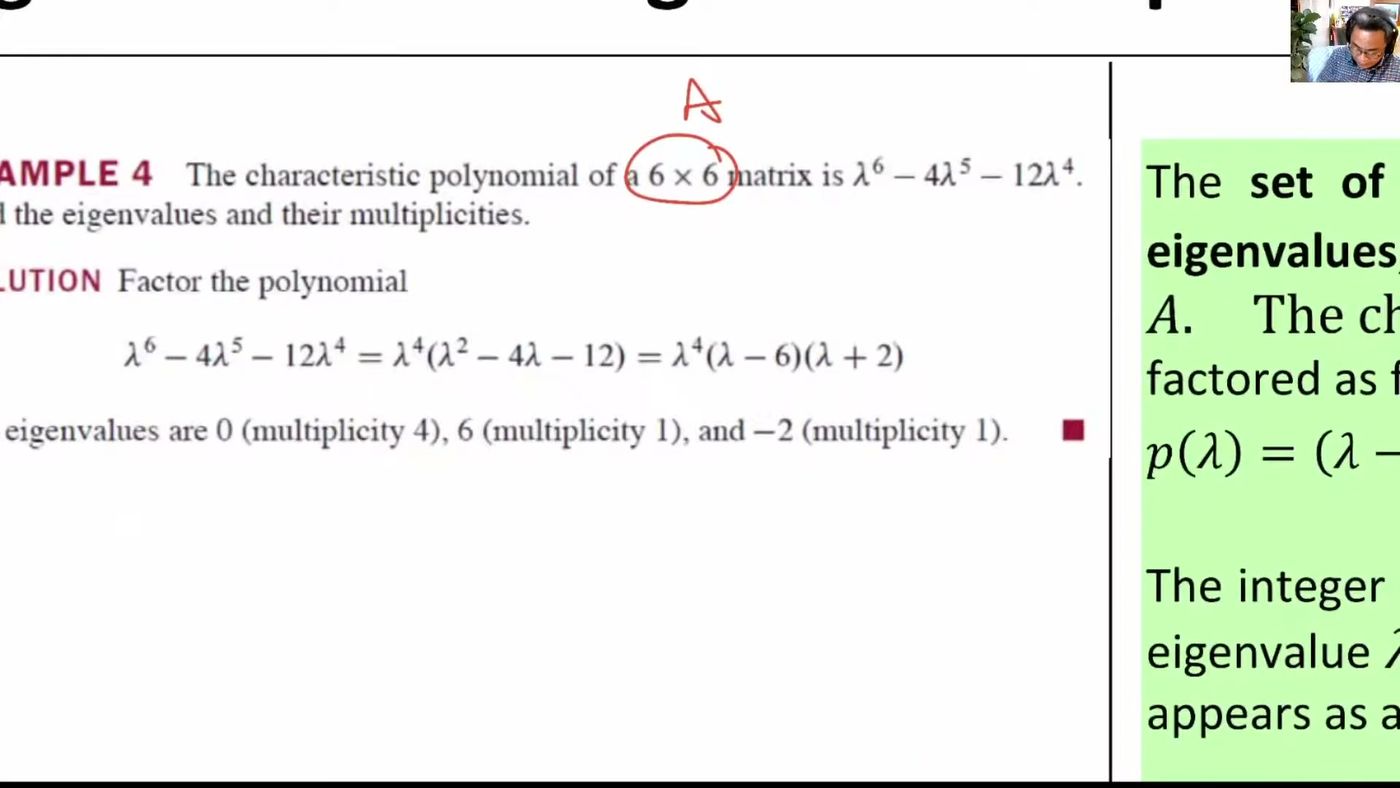 A
AMPLE 4 The characteristic polynomial of a 6 × 6 matrix is λ⁶ − 4λ⁵ − 12λ⁴.
the eigenvalues and their multiplicities.
LUTION Factor the polynomial
λ⁶ − 4λ⁵ − 12λ⁴ = λ⁴(λ² − 4λ − 12) = λ⁴(λ − 6)(λ + 2)
eigenvalues are 0 (multiplicity 4), 6 (multiplicity 1), and −2 (multiplicity 1).
The set of
eigenvalues,
A. The ch
factored as f
p(λ) = (λ −
The integer
eigenvalue λ
appears as a